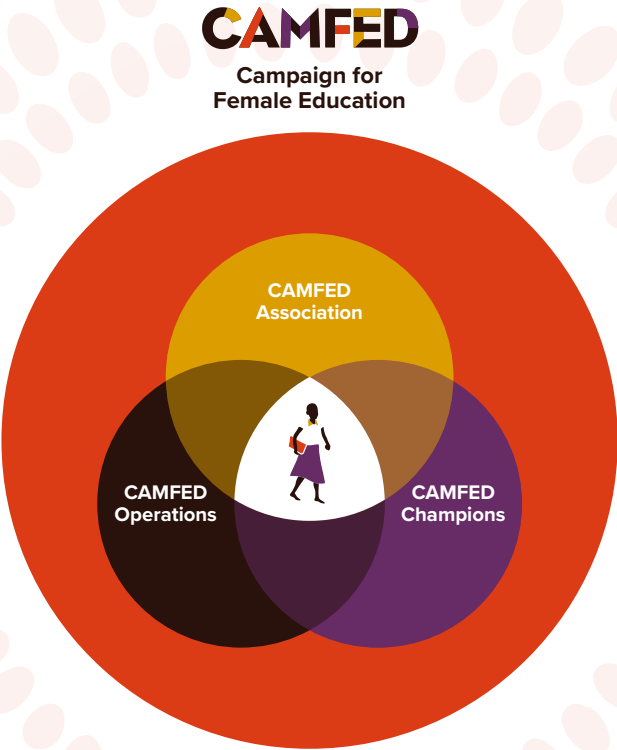 CAMFED
Campaign for
Female Education
CAMFED
Association
CAMFED
Operations
CAMFED
Champions